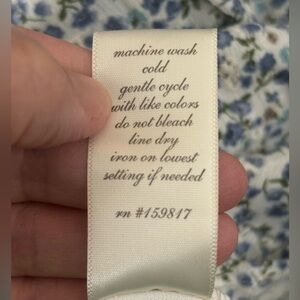 machine wash
cold
gentle cycle
with like colors
do not bleach
line dry
iron on lowest
setting if needed
rn #159817